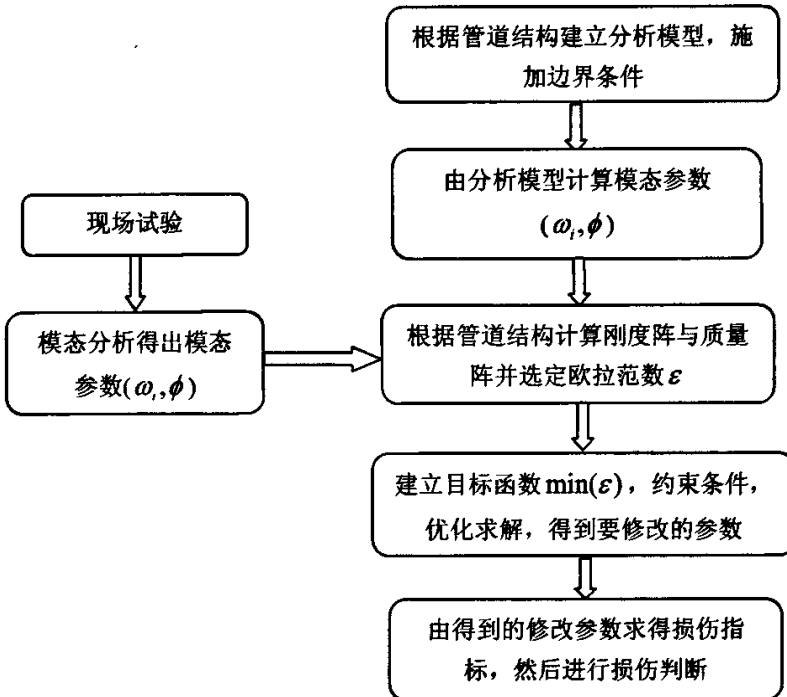 根据管道结构建立分析模型，施
加边界条件
由分析模型计算模态参数
(ω_i,ϕ)
现场试验
模态分析得出模态
参数(ω_i,ϕ)
根据管道结构计算刚度阵与质量
阵并选定欧拉范数ε
建立目标函数min(ε)，约束条件，
优化求解，得到要修改的参数
由得到的修改参数求得损伤指
标，然后进行损伤判断